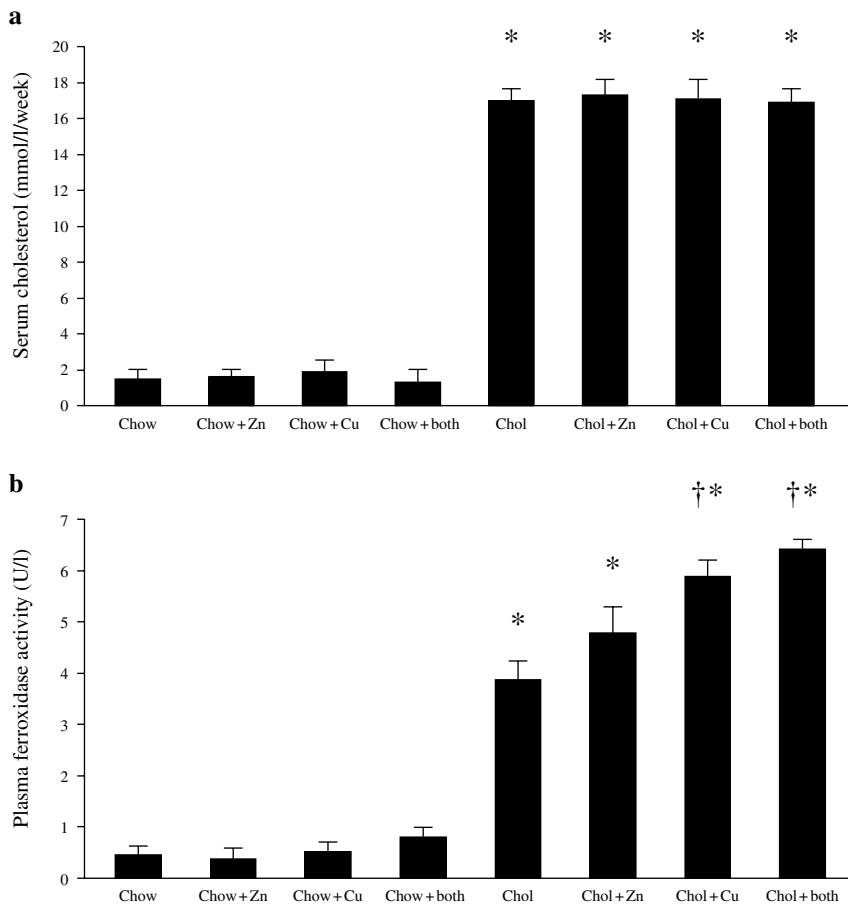 a
Serum cholesterol (mmol/l/week)
* * * *
20
18
16
14
12
10
8
6
4
2
0
Chow Chow+Zn Chow+Cu Chow+both Chol Chol+Zn Chol+Cu Chol+both
b
Plasma ferroxidase activity (U/l)
* * †* †*
7
6
5
4
3
2
1
0
Chow Chow+Zn Chow+Cu Chow+both Chol Chol+Zn Chol+Cu Chol+both